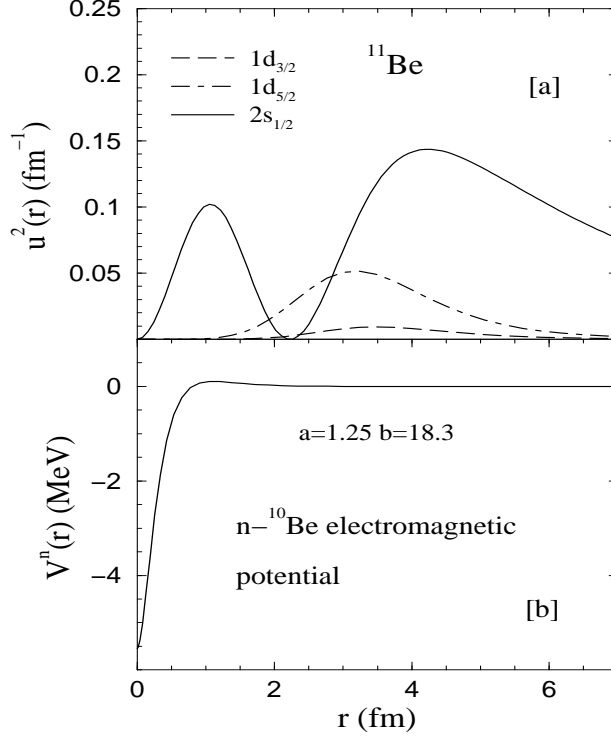 0.25
0.2
0.15
0.1
0.05
u²(r) (fm⁻¹)
1d₃/₂
1d₅/₂
2s₁/₂
¹¹Be
[a]
0
−2
−4
Vⁿ(r) (MeV)
a=1.25 b=18.3
n−¹⁰Be electromagnetic
potential
[b]
0 2 4 6
r (fm)